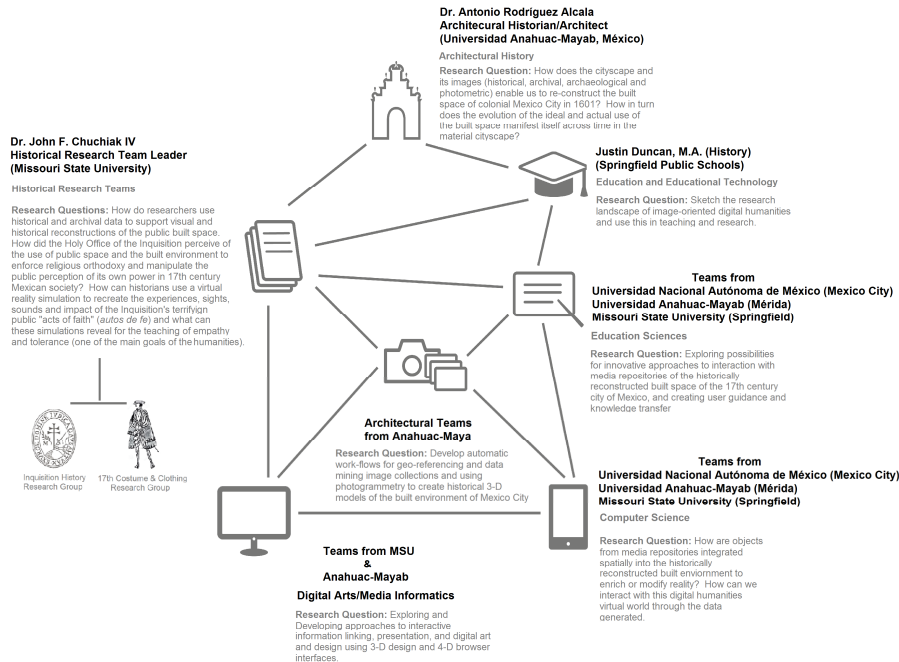 Dr. Antonio Rodríguez Alcala
Architecural Historian/Architect
(Universidad Anahuac-Mayab, México)
Architectural History
Research Question: How does the cityscape and
its images (historical, archival, archaeological and
photometric) enable us to re-construct the built
space of colonial Mexico City in 1601? How in turn
does the evolution of the ideal and actual use of
the built space manifest itself across time in the
material cityscape?
Dr. John F. Chuchiak IV
Historical Research Team Leader
(Missouri State University)
Historical Research Teams
Research Questions: How do researchers use
historical and archival data to support visual and
historical reconstructions of the public built space.
How did the Holy Office of the Inquisition perceive of
the use of public space and the built environment to
enforce religious orthodoxy and manipulate the
public perception of its own power in 17th century
Mexican society? How can historians use a virtual
reality simulation to recreate the experiences, sights,
sounds and impact of the Inquisition's terrifyign
public "acts of faith" (autos de fe) and what can
these simulations reveal for the teaching of empathy
and tolerance (one of the main goals of the humanities).
Inquisition History
Research Group
17th Costume & Clothing
Research Group
Justin Duncan, M.A. (History)
(Springfield Public Schools)
Education and Educational Technology
Research Question: Sketch the research
landscape of image-oriented digital humanities
and use this in teaching and research.
Teams from
Universidad Nacional Autónoma de México (Mexico City)
Universidad Anahuac-Mayab (Mérida)
Missouri State University (Springfield)
Education Sciences
Research Question: Exploring possibilities
for innovative approaches to interaction with
media repositories of the historically
reconstructed built space of the 17th century
city of Mexico, and creating user guidance and
knowledge transfer
Architectural Teams
from Anahuac-Maya
Research Question: Develop automatic
work-flows for geo-referencing and data
mining image collections and using
photogrammetry to create historical 3-D
models of the built environment of Mexico City
Teams from
Universidad Nacional Autónoma de México (Mexico City)
Universidad Anahuac-Mayab (Mérida)
Missouri State University (Springfield)
Computer Science
Research Question: How are objects
from media repositories integrated
spatially into the historically
reconstructed built enviornment to
enrich or modify reality? How can we
interact with this digital humanities
virtual world through the data
generated.
Teams from MSU
&
Anahuac-Mayab
Digital Arts/Media Informatics
Research Question: Exploring and
Developing approaches to interactive
information linking, presentation, and digital art
and design using 3-D design and 4-D browser
interfaces.